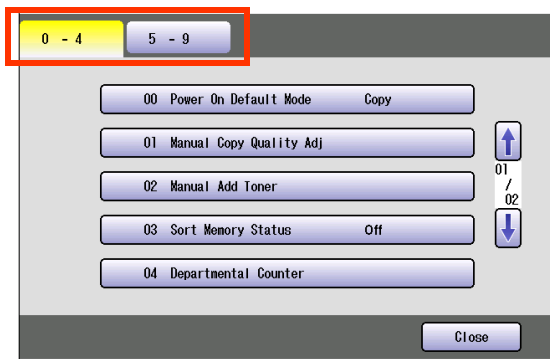 0 - 4
5 - 9
00 Power On Default Mode Copy
01 Manual Copy Quality Adj
02 Manual Add Toner
03 Sort Memory Status Off
04 Departmental Counter
01
/
02
Close